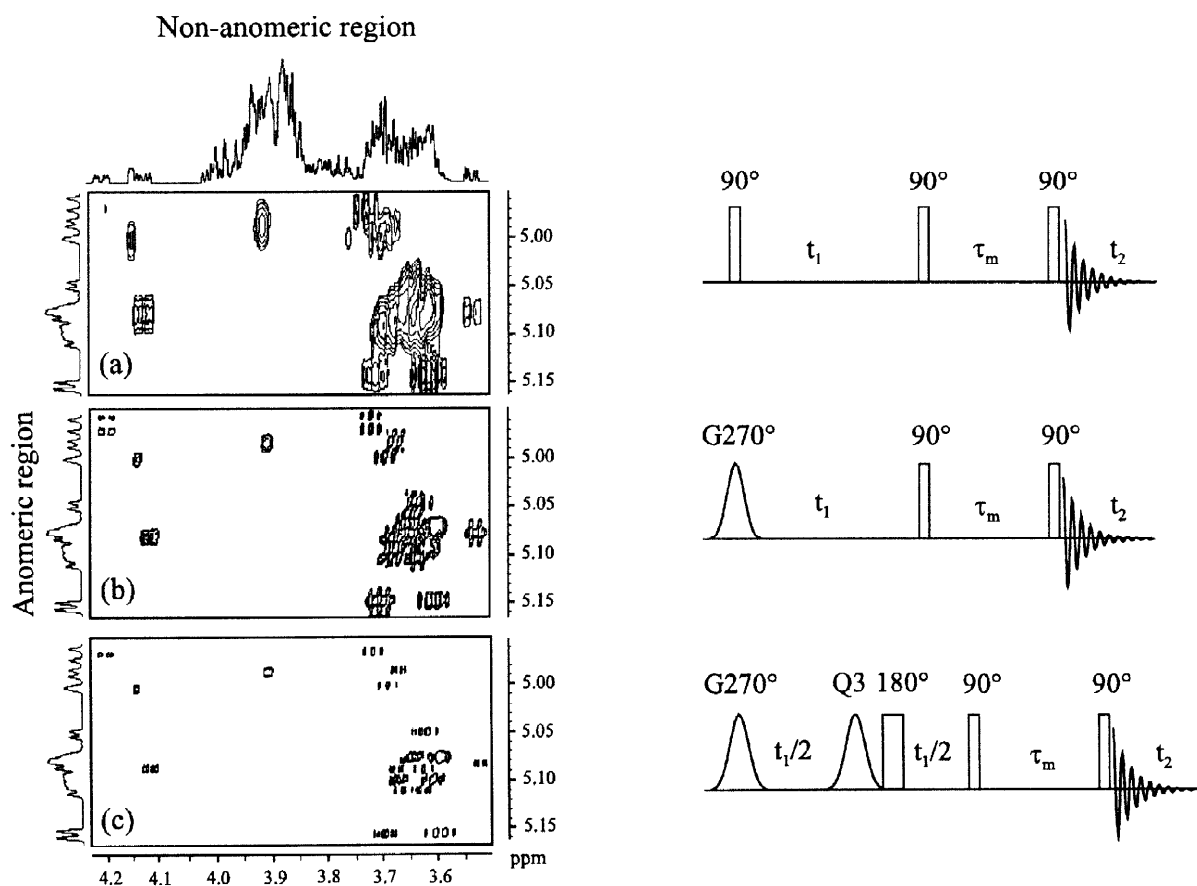 Non-anomeric region
Anomeric region
(a)
5.00
5.05
5.10
5.15
(b)
5.00
5.05
5.10
5.15
(c)
5.00
5.05
5.10
5.15
ppm
4.2 4.1 4.0 3.9 3.8 3.7 3.6
90° 90° 90°
t₁ τₘ t₂
G270° 90° 90°
t₁ τₘ t₂
G270° Q3 180° 90° 90°
t₁/2 t₁/2 τₘ t₂